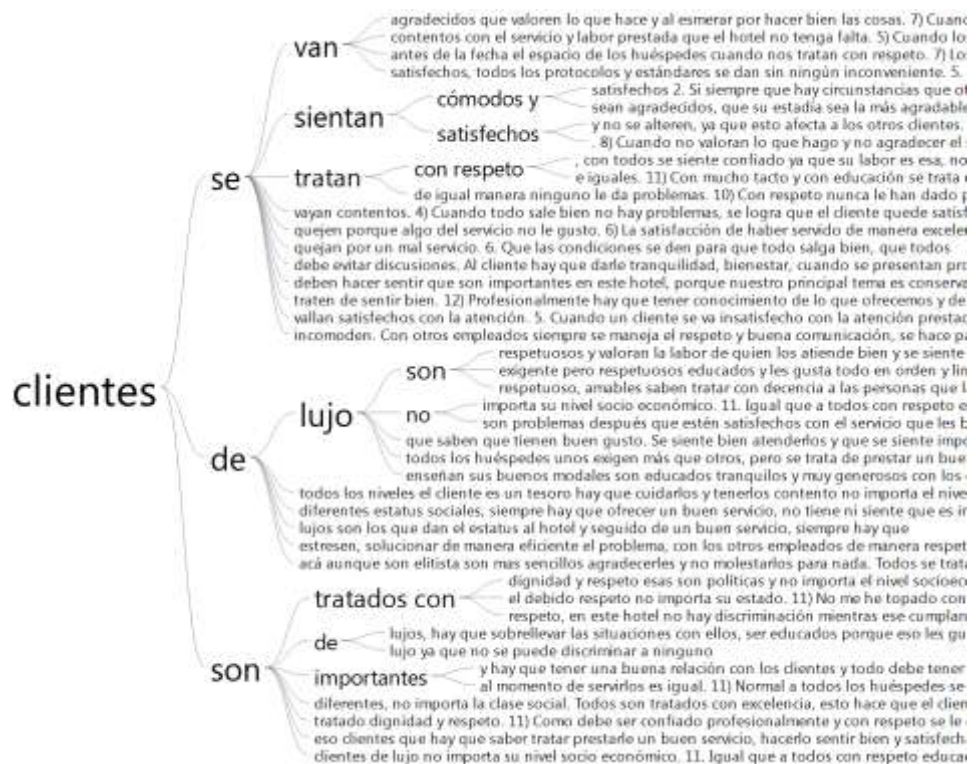 agradecidos que valoren lo que hace y al esmerar por hacer bien las cosas. 7) Cuand
van
contentos con el servicio y labor prestada que el hotel no tenga falta. 5) Cuando lo
antes de la fecha el espacio de los huéspedes cuando nos tratan con respeto. 7) Lo
satisfechos, todos los protocolos y estándares se dan sin ningún inconveniente. 5.
sientan
cómodos y
satisfechos 2. Si siempre que hay circunstancias que ot
sean agradecidos, que su estadía sea la más agradable
satisfechos
y no se alteren, ya que esto afecta a los otros clientes.
. 8) Cuando no valoran lo que hago y no agradecer el s
se
tratan
con respeto
, con todos se siente confiado ya que su labor es esa, no
e iguales. 11) Con mucho tacto y con educación se trata
de igual manera ninguno le da problemas. 10) Con respeto nunca le han dado p
vayan contentos. 4) Cuando todo sale bien no hay problemas, se logra que el cliente quede satisf
quejen porque algo del servicio no le gusto. 6) La satisfacción de haber servido de manera excele
quejan por un mal servicio. 6. Que las condiciones se den para que todo salga bien, que todos
debe evitar discusiones. Al cliente hay que darle tranquilidad, bienestar, cuando se presentan pro
deben hacer sentir que son importantes en este hotel, porque nuestro principal tema es conserva
traten de sentir bien. 12) Profesionalmente hay que tener conocimiento de lo que ofrecemos y de
vallan satisfechos con la atención. 5. Cuando un cliente se va insatisfecho con la atención prestad
incomoden. Con otros empleados siempre se maneja el respeto y buena comunicación, se hace pa
clientes
de
lujo
son
respetuosos y valoran la labor de quien los atiende bien y se siente
exigente pero respetuosos educados y les gusta todo en orden y lim
respetuoso, amables saben tratar con decencia a las personas que l
no
importa su nivel socio económico. 11. Igual que a todos con respeto e
son problemas después que estén satisfechos con el servicio que les b
que saben que tienen buen gusto. Se siente bien atenderlos y que se siente impo
todos los huéspedes unos exigen más que otros, pero se trata de prestar un bue
enseñan sus buenos modales son educados tranquilos y muy generosos con los
todos los niveles el cliente es un tesoro hay que cuidarlos y tenerlos contento no importa el nive
diferentes estatus sociales, siempre hay que ofrecer un buen servicio, no tiene ni siente que es in
lujos son los que dan el estatus al hotel y seguido de un buen servicio, siempre hay que
estresen, solucionar de manera eficiente el problema, con los otros empleados de manera respet
acá aunque son elitista son mas sencillos agradecerles y no molestarlos para nada. Todos se trata
son
tratados con
dignidad y respeto esas son políticas y no importa el nivel socioeco
el debido respeto no importa su estado. 11) No me he topado con
respeto, en este hotel no hay discriminación mientras ese cumplan
de
lujos, hay que sobrellevar las situaciones con ellos, ser educados porque eso les gu
lujo ya que no se puede discriminar a ninguno
importantes
y hay que tener una buena relación con los clientes y todo debe tener
al momento de servirlos es igual. 11) Normal a todos los huéspedes se
diferentes, no importa la clase social. Todos son tratados con excelencia, esto hace que el clien
tratado dignidad y respeto. 11) Como debe ser confiado profesionalmente y con respeto se le
eso clientes que hay que saber tratar prestarle un buen servicio, hacerlo sentir bien y satisfech
clientes de lujo no importa su nivel socio económico. 11. Igual que a todos con respeto educad